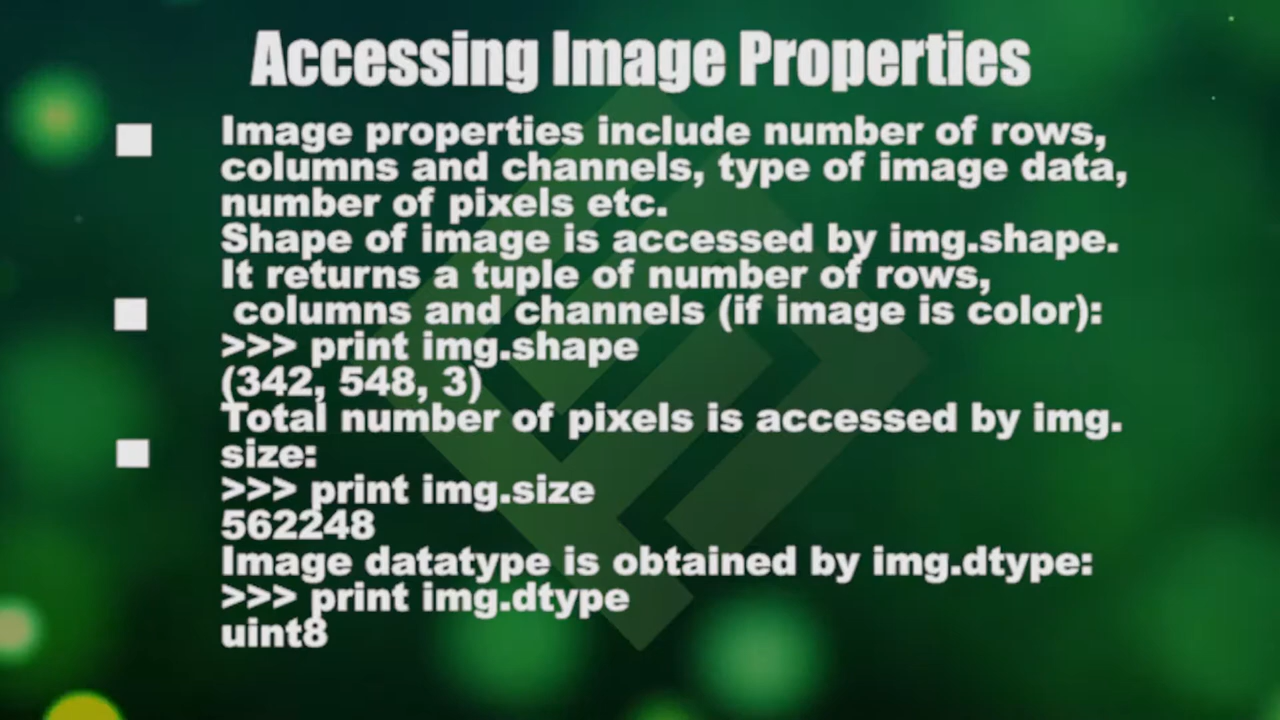 Accessing Image Properties
Image properties include number of rows,
columns and channels, type of image data,
number of pixels etc.
Shape of image is accessed by img.shape.
It returns a tuple of number of rows,
columns and channels (if image is color):
>>> print img.shape
(342, 548, 3)
Total number of pixels is accessed by img.
size:
>>> print img.size
562248
Image datatype is obtained by img.dtype:
>>> print img.dtype
uint8